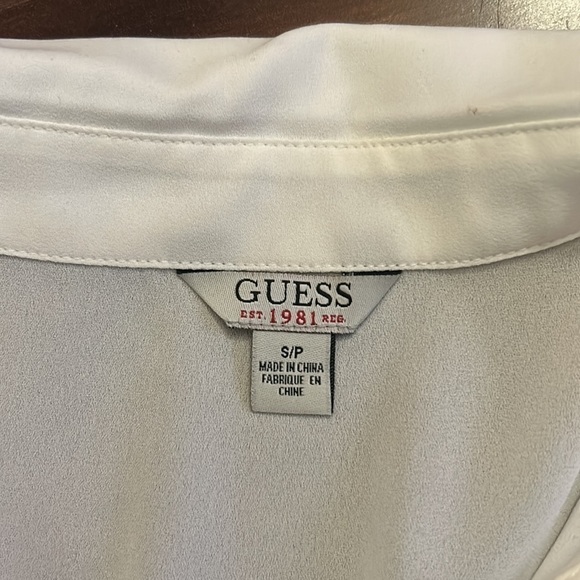 GUESS
EST. 1981 REG.
S/P
MADE IN CHINA
FABRIQUE EN
CHINE